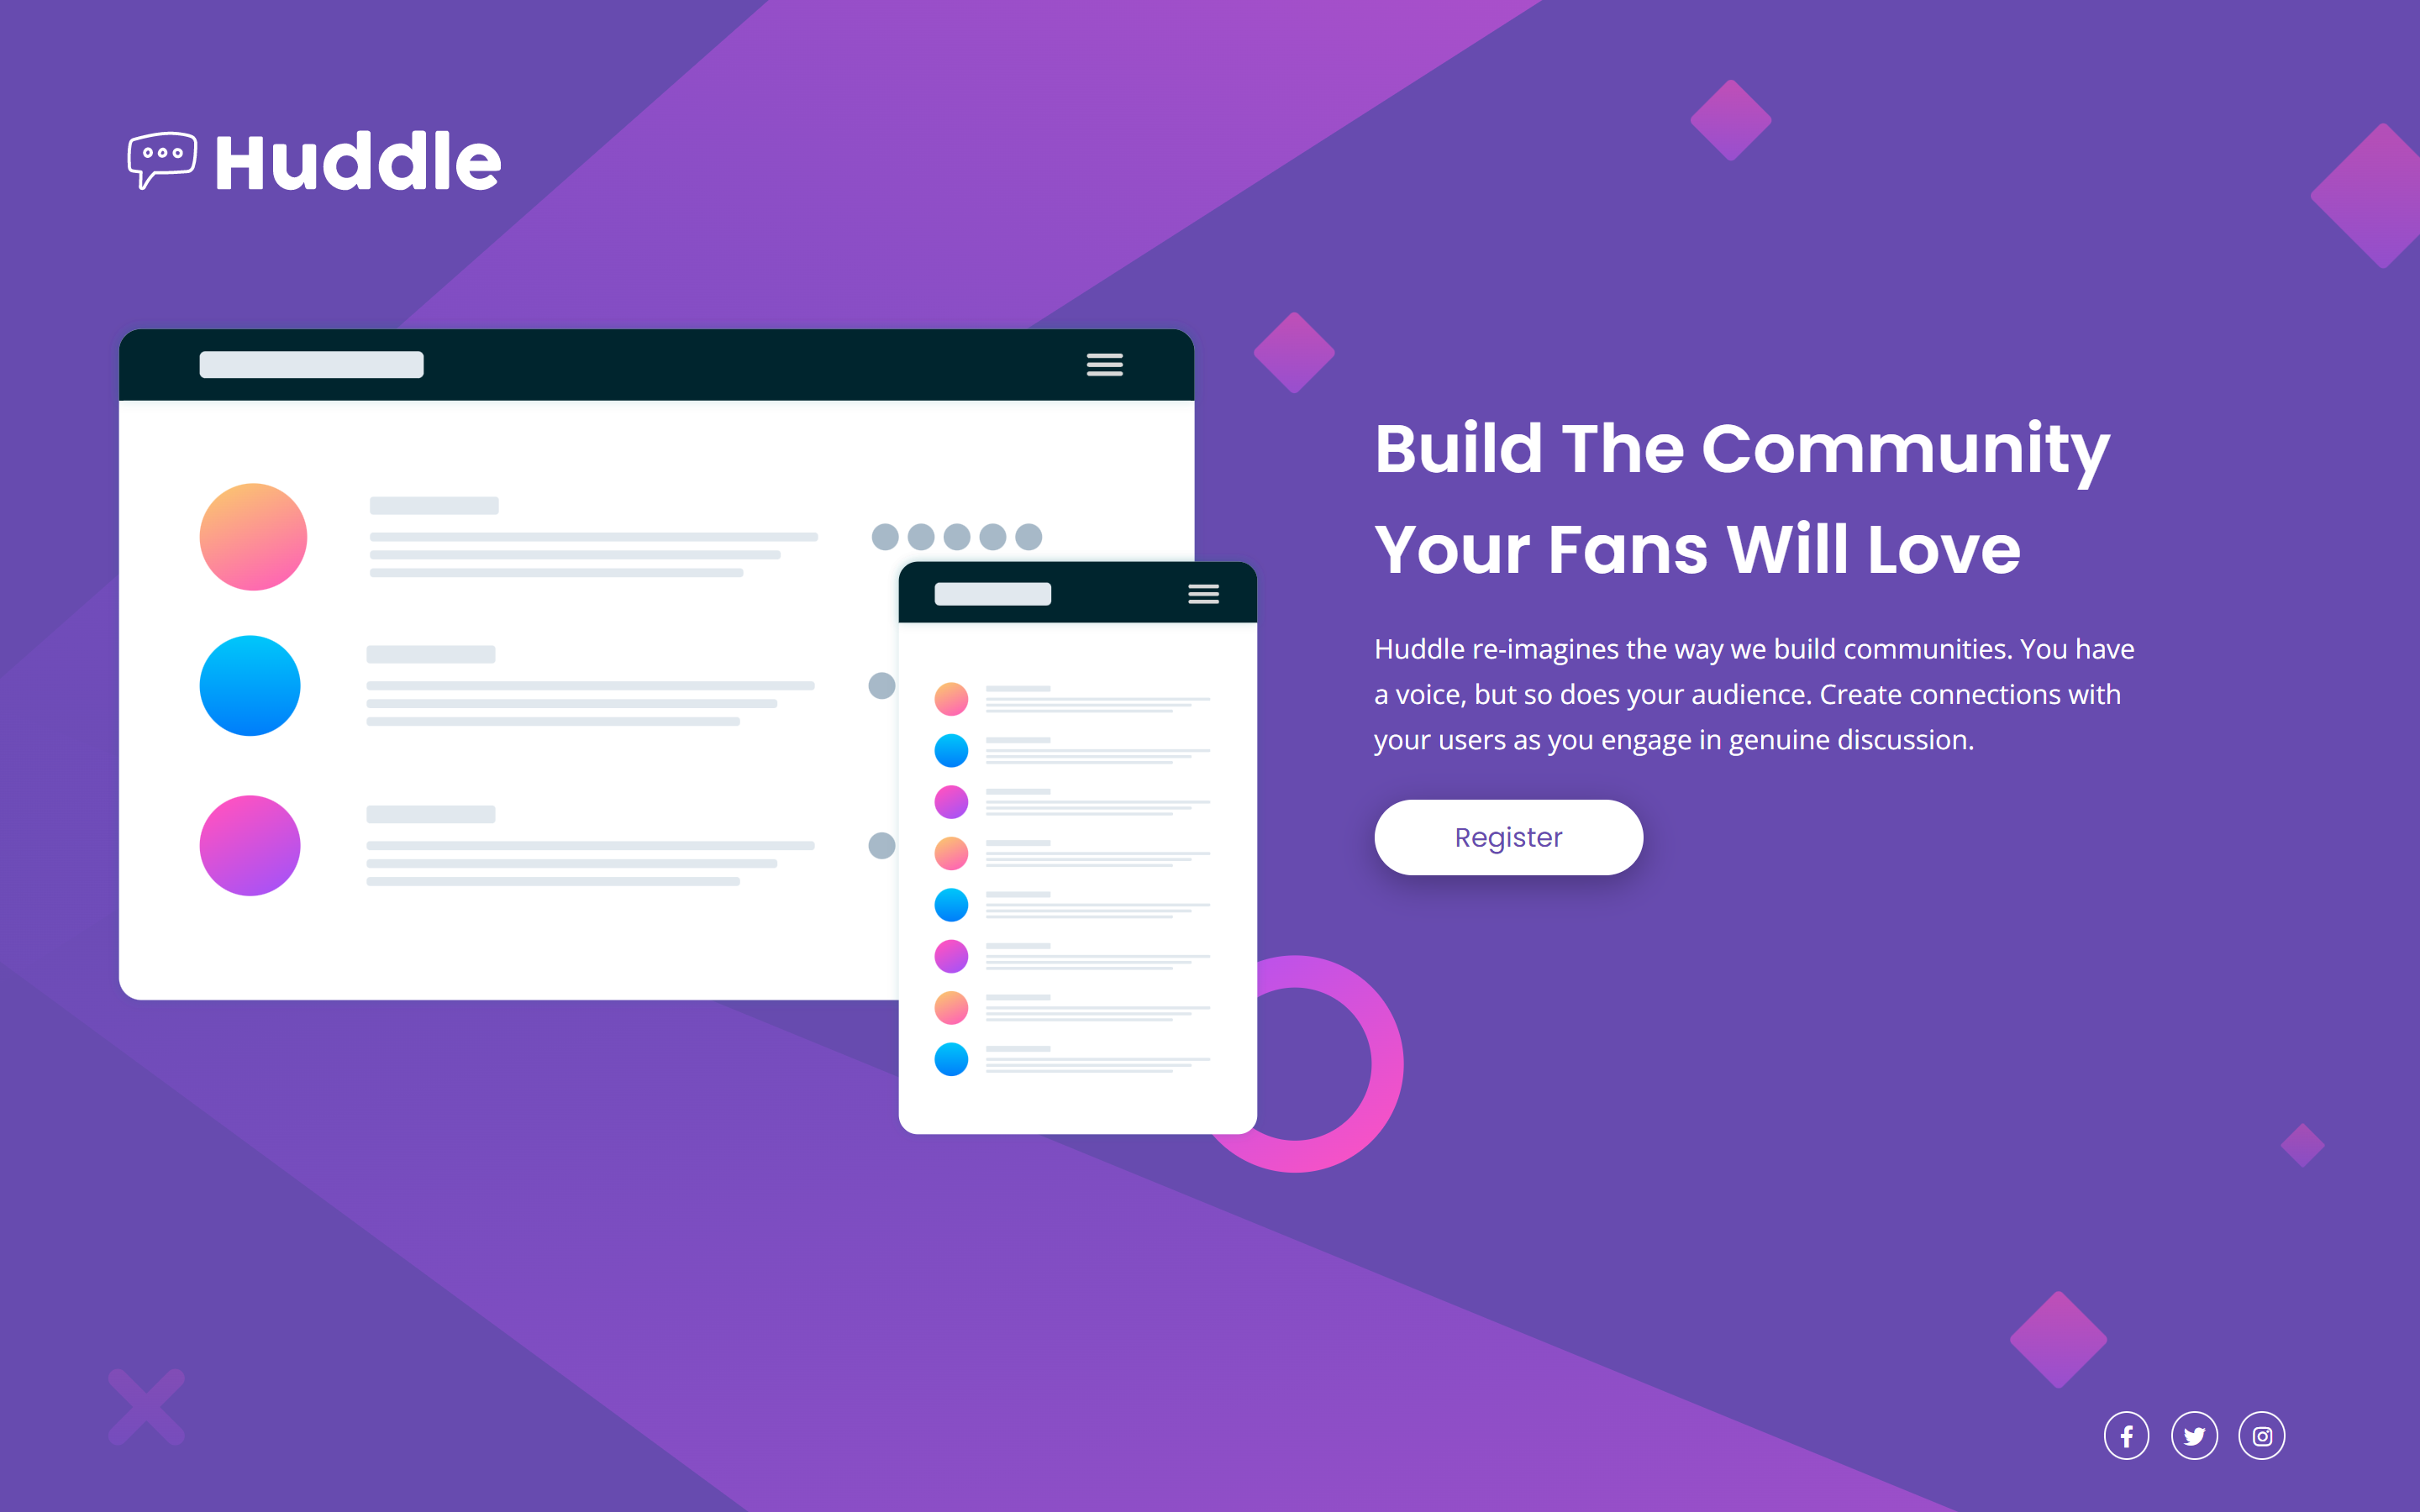 Huddle
Build The Community
Your Fans Will Love
Huddle re-imagines the way we build communities. You have
a voice, but so does your audience. Create connections with
your users as you engage in genuine discussion.
Register